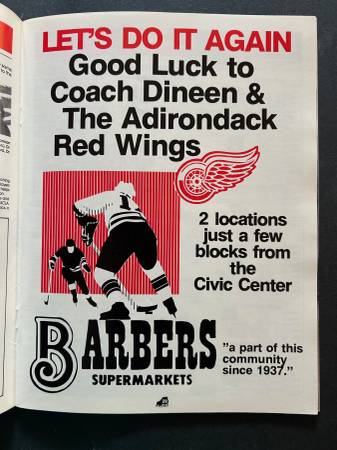 LET'S DO IT AGAIN
Good Luck to
Coach Dineen &
The Adirondack
Red Wings
2 locations
just a few
blocks from
the
Civic Center
BARBERS
SUPERMARKETS
"a part of this
community
since 1937."